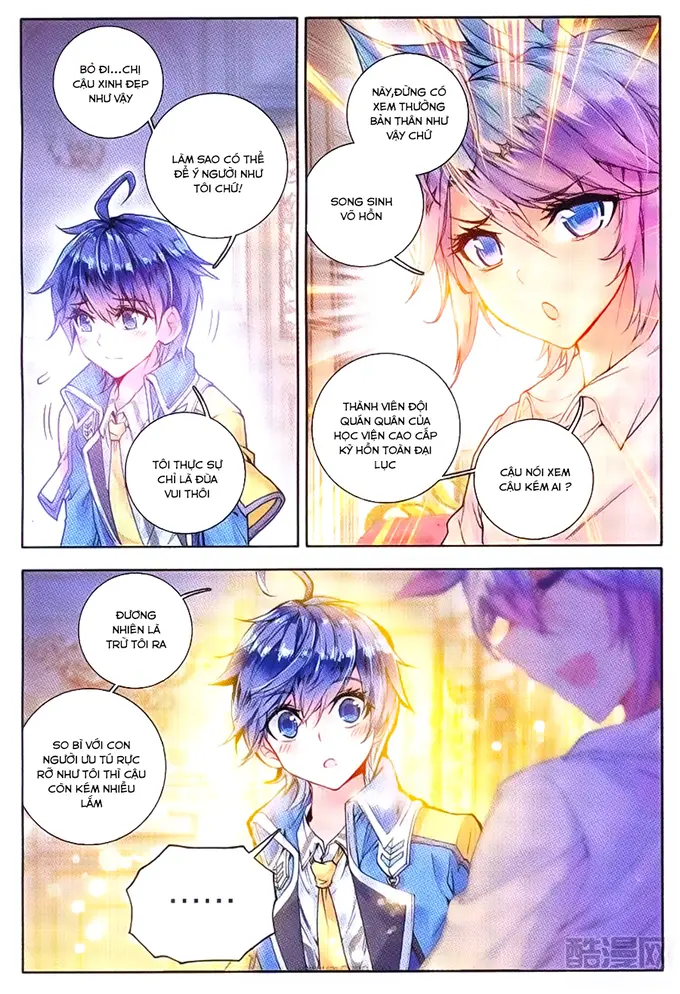 BỎ ĐI...CHỊ
CẬU XINH ĐẸP
NHƯ VẬY
LÀM SAO CÓ THỂ
ĐỂ Ý NGƯỜI NHƯ
TÔI CHỨ!
TÔI THỰC SỰ
CHỈ LÀ ĐÙA
VUI THÔI
NÀY,ĐỪNG CÓ
XEM THƯỜNG
BẢN THÂN NHƯ
VẬY CHỨ
SONG SINH
VÕ HỒN
THÀNH VIÊN ĐỘI
QUÁN QUÂN CỦA
HỌC VIỆN CAO CẤP
KỲ HỒN TOÀN ĐẠI
LỤC
CẬU NÓI XEM
CẬU KÉM AI ?
ĐƯƠNG
NHIÊN LÀ
TRỪ TÔI RA
SO BÌ VỚI CON
NGƯỜI ƯU TÚ RỰC
RỠ NHƯ TÔI THÌ CẬU
CÒN KÉM NHIỀU
LẮM
......
酷漫网